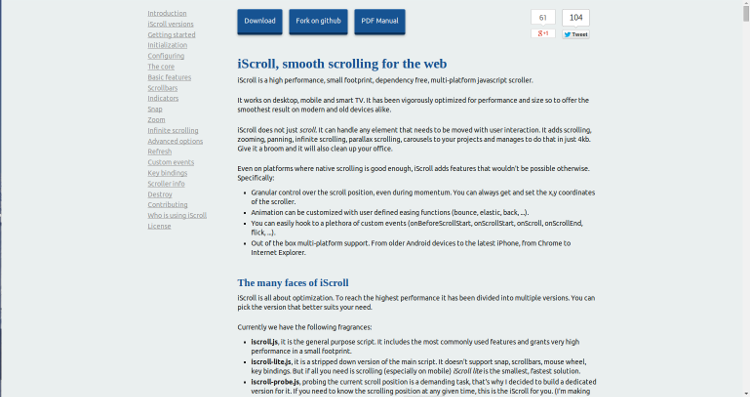 Introduction
iScroll versions
Getting started
Initialization
Configuring
The core
Basic features
Scrollbars
Indicators
Snap
Zoom
Infinite scrolling
Advanced options
Refresh
Custom events
Key bindings
Scroller info
Destroy
Contributing
Who is using iScroll
License
Download
Fork on github
PDF Manual
61
104
+1
Tweet
iScroll, smooth scrolling for the web
iScroll is a high performance, small footprint, dependency free, multi-platform javascript scroller.
It works on desktop, mobile and smart TV. It has been vigorously optimized for performance and size so to offer the
smoothest result on modern and old devices alike.
iScroll does not just scroll. It can handle any element that needs to be moved with user interaction. It adds scrolling,
zooming, panning, infinite scrolling, parallax scrolling, carousels to your projects and manages to do that in just 4kb.
Give it a broom and it will also clean up your office.
Even on platforms where native scrolling is good enough, iScroll adds features that wouldn't be possible otherwise.
Specifically:
• Granular control over the scroll position, even during momentum. You can always get and set the x,y coordinates
of the scroller.
• Animation can be customized with user defined easing functions (bounce, elastic, back, ...).
• You can easily hook to a plethora of custom events (onBeforeScrollStart, onScrollStart, onScroll, onScrollEnd,
flick, ...).
• Out of the box multi-platform support. From older Android devices to the latest iPhone, from Chrome to
Internet Explorer.
The many faces of iScroll
iScroll is all about optimization. To reach the highest performance it has been divided into multiple versions. You can
pick the version that better suits your need.
Currently we have the following fragrances:
• iscroll.js, it is the general purpose script. It includes the most commonly used features and grants very high
performance in a small footprint.
• iscroll-lite.js, it is a stripped down version of the main script. It doesn't support snap, scrollbars, mouse wheel,
key bindings. But if all you need is scrolling (especially on mobile) iScroll lite is the smallest, fastest solution.
• iscroll-probe.js, probing the current scroll position is a demanding task, that's why I decided to build a dedicated
version for it. If you need to know the scrolling position at any given time, this is the iScroll for you. (I'm making